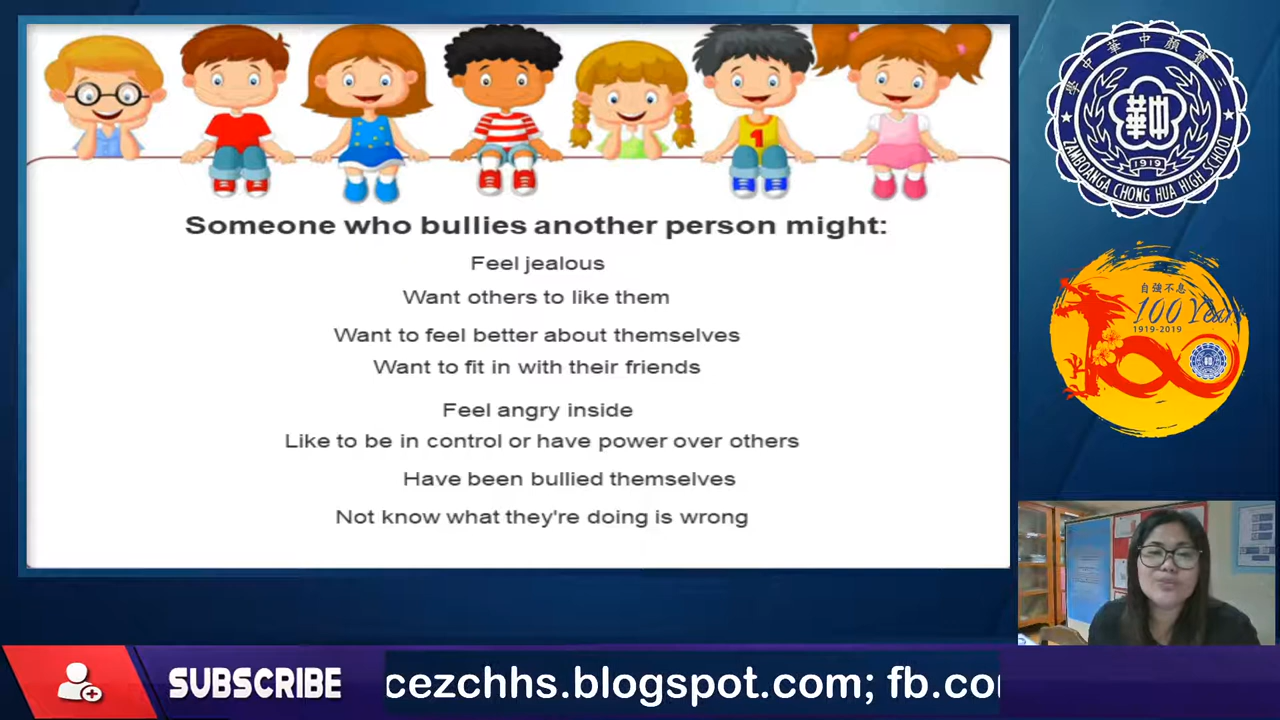 Someone who bullies another person might:
Feel jealous
Want others to like them
Want to feel better about themselves
Want to fit in with their friends
Feel angry inside
Like to be in control or have power over others
Have been bullied themselves
Not know what they're doing is wrong
1
華中
1919
ZAMBOANGA CHONG HUA HIGH SCHOOL
自強不息
100 Years
1919-2019
SUBSCRIBE
cezchhs.blogspot.com; fb.co